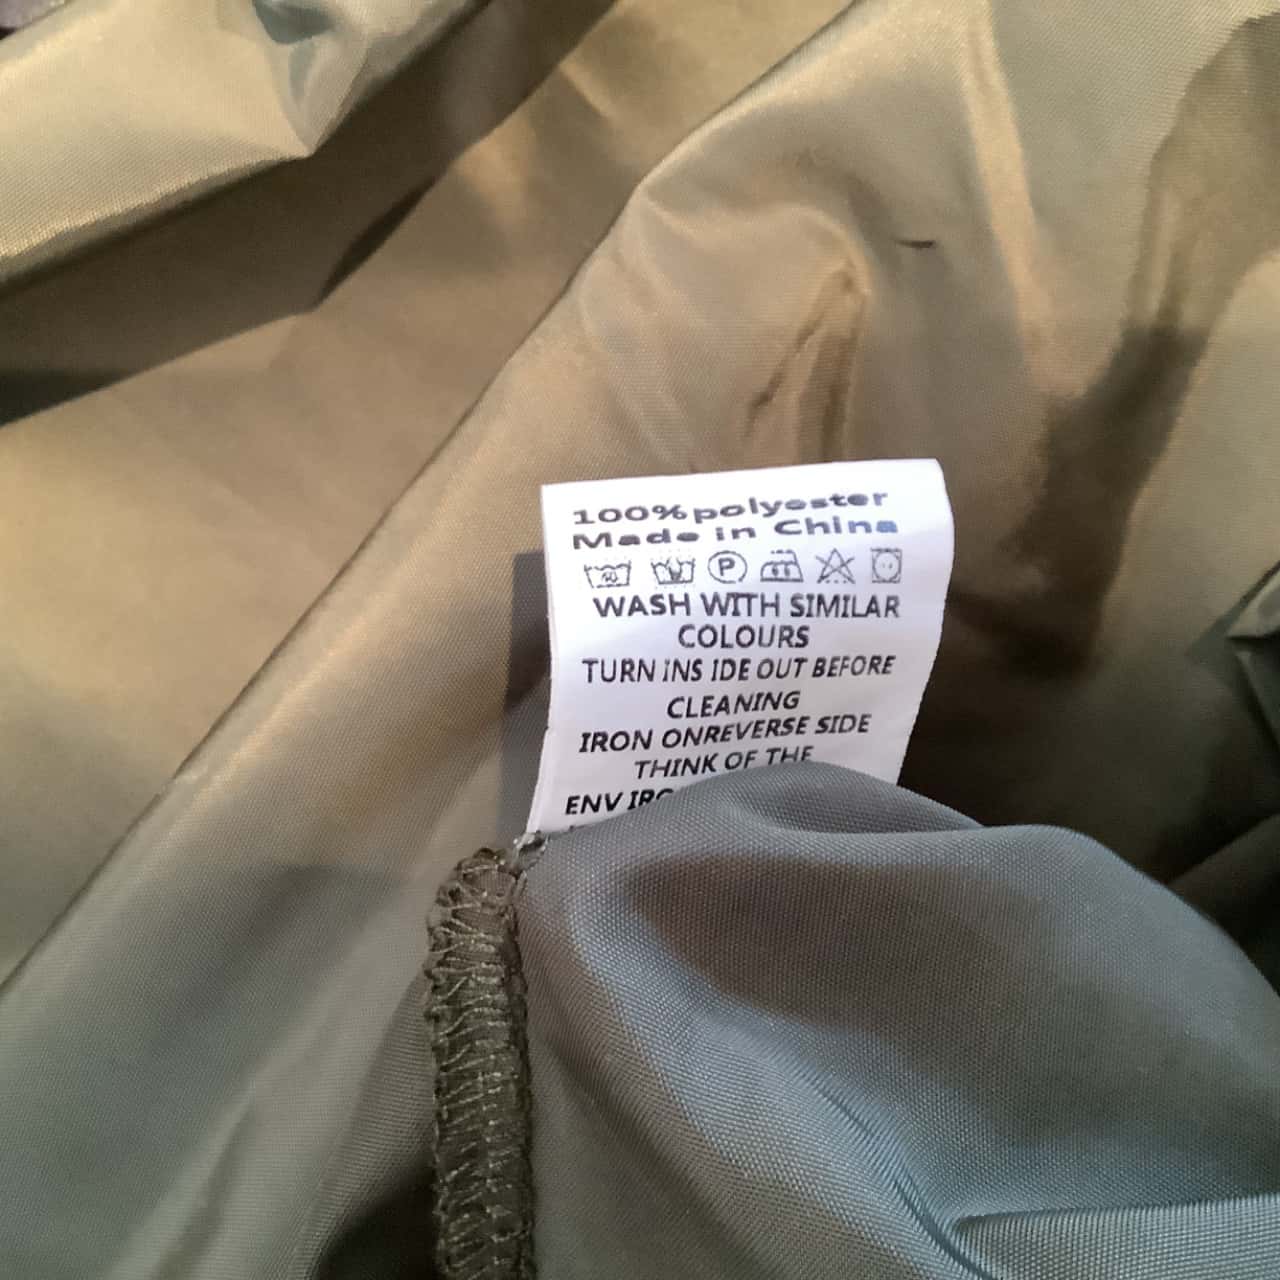 100%polyester
Made in China
40 P
WASH WITH SIMILAR
COLOURS
TURN INS IDE OUT BEFORE
CLEANING
IRON ONREVERSE SIDE
THINK OF THE